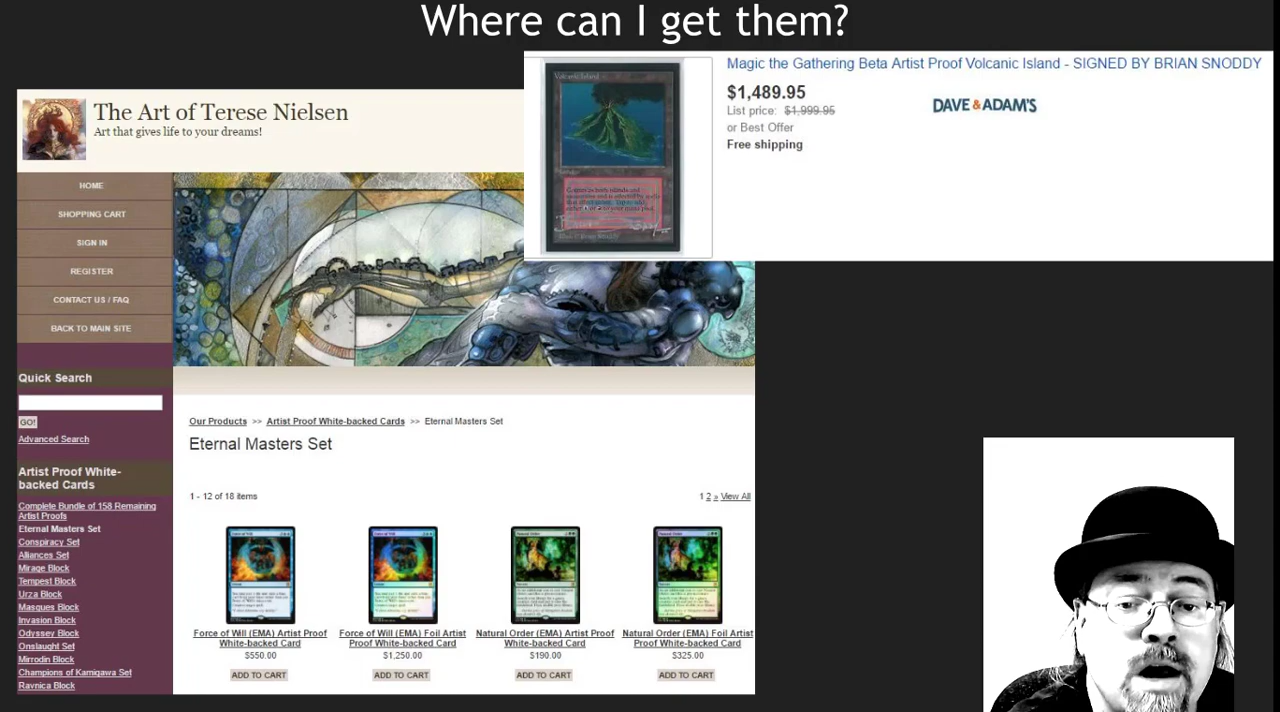 Where can I get them?
Magic the Gathering Beta Artist Proof Volcanic Island - SIGNED BY BRIAN SNODDY
$1,489.95
List price: $1,999.95
or Best Offer
Free shipping
DAVE & ADAM'S
Volcanic Island
The Art of Terese Nielsen
Art that gives life to your dreams!
HOME
SHOPPING CART
SIGN IN
REGISTER
CONTACT US / FAQ
BACK TO MAIN SITE
Quick Search
GO!
Advanced Search
Artist Proof White-
backed Cards
Complete Bundle of 158 Remaining
Artist Proofs
Eternal Masters Set
Conspiracy Set
Alliances Set
Mirage Block
Tempest Block
Urza Block
Masques Block
Invasion Block
Odyssey Block
Onslaught Set
Mirrodin Block
Champions of Kamigawa Set
Ravnica Block
Our Products >> Artist Proof White-backed Cards >> Eternal Masters Set
Eternal Masters Set
1 - 12 of 18 items
1 2 » View All
Force of Will (EMA) Artist Proof
White-backed Card
$550.00
ADD TO CART
Force of Will (EMA) Foil Artist
Proof White-backed Card
$1,250.00
ADD TO CART
Natural Order (EMA) Artist Proof
White-backed Card
$190.00
ADD TO CART
Natural Order (EMA) Foil Artist
Proof White-backed Card
$325.00
ADD TO CART